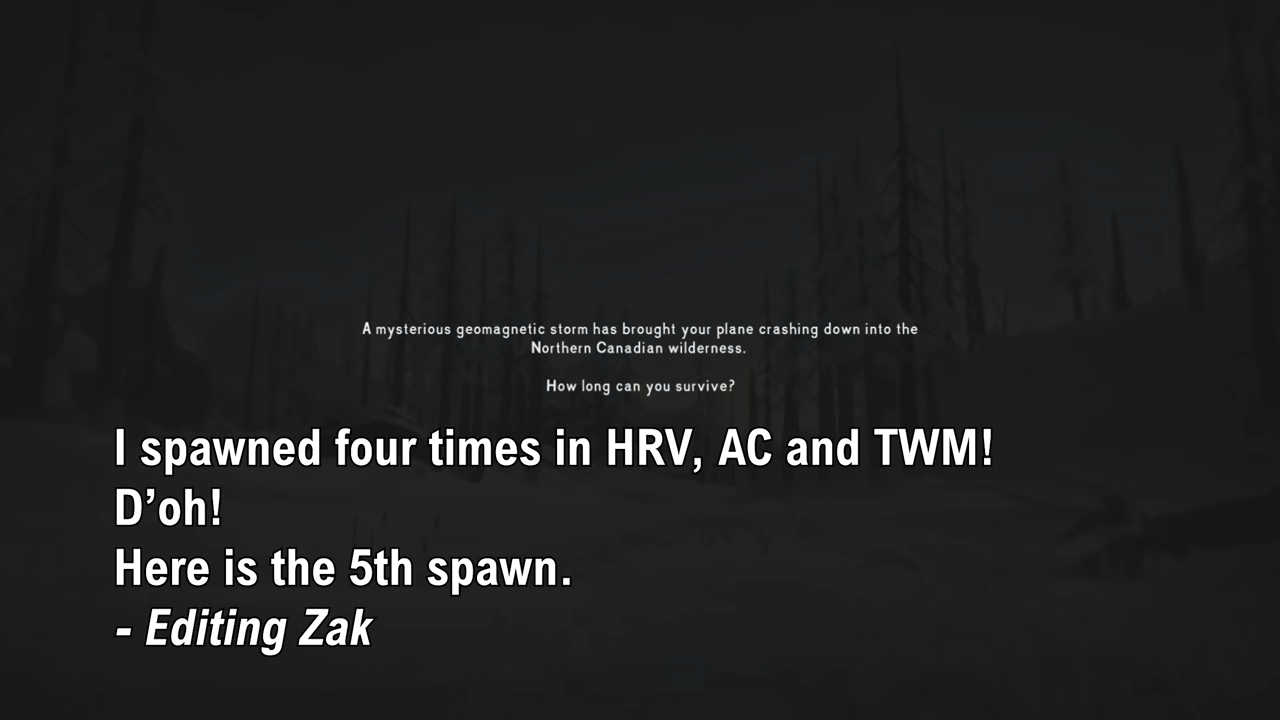 A mysterious geomagnetic storm has brought your plane crashing down into the
Northern Canadian wilderness.
How long can you survive?
I spawned four times in HRV, AC and TWM!
D’oh!
Here is the 5th spawn.
- Editing Zak